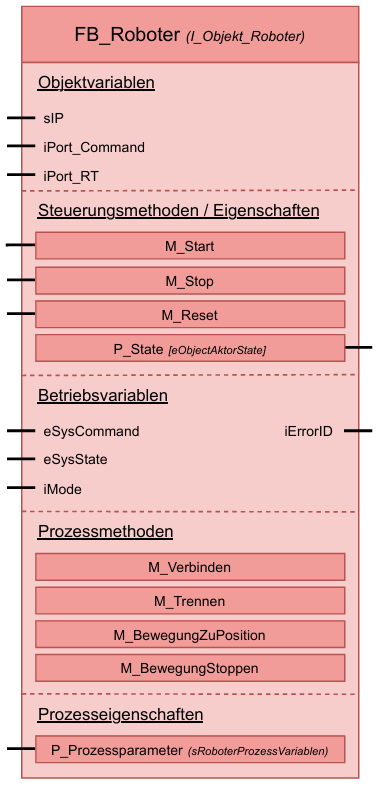 FB_Roboter (I_Objekt_Roboter)
Objektvariablen
sIP
iPort_Command
iPort_RT
Steuerungsmethoden / Eigenschaften
M_Start
M_Stop
M_Reset
P_State [eObjectAktorState]
Betriebsvariablen
eSysCommand iErrorID
eSysState
iMode
Prozessmethoden
M_Verbinden
M_Trennen
M_BewegungZuPosition
M_BewegungStoppen
Prozesseigenschaften
P_Prozessparameter (sRoboterProzessVariablen)